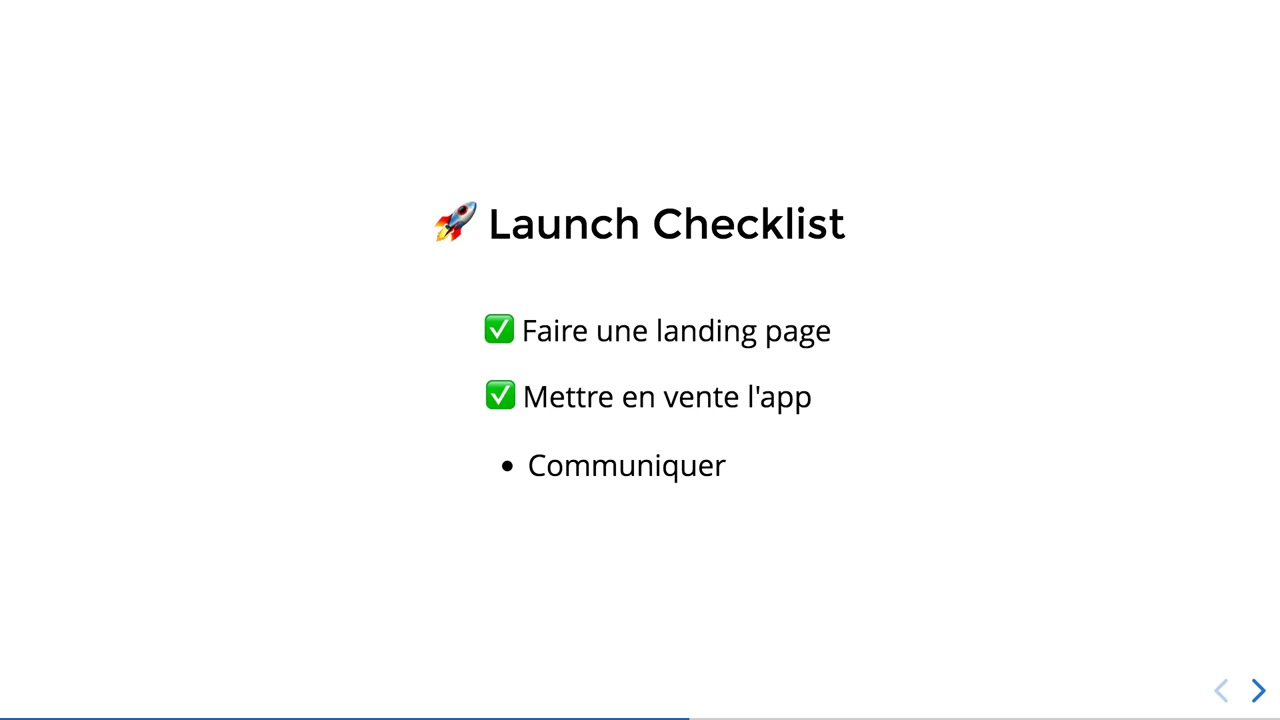 🚀 Launch Checklist
✅ Faire une landing page
✅ Mettre en vente l'app
• Communiquer